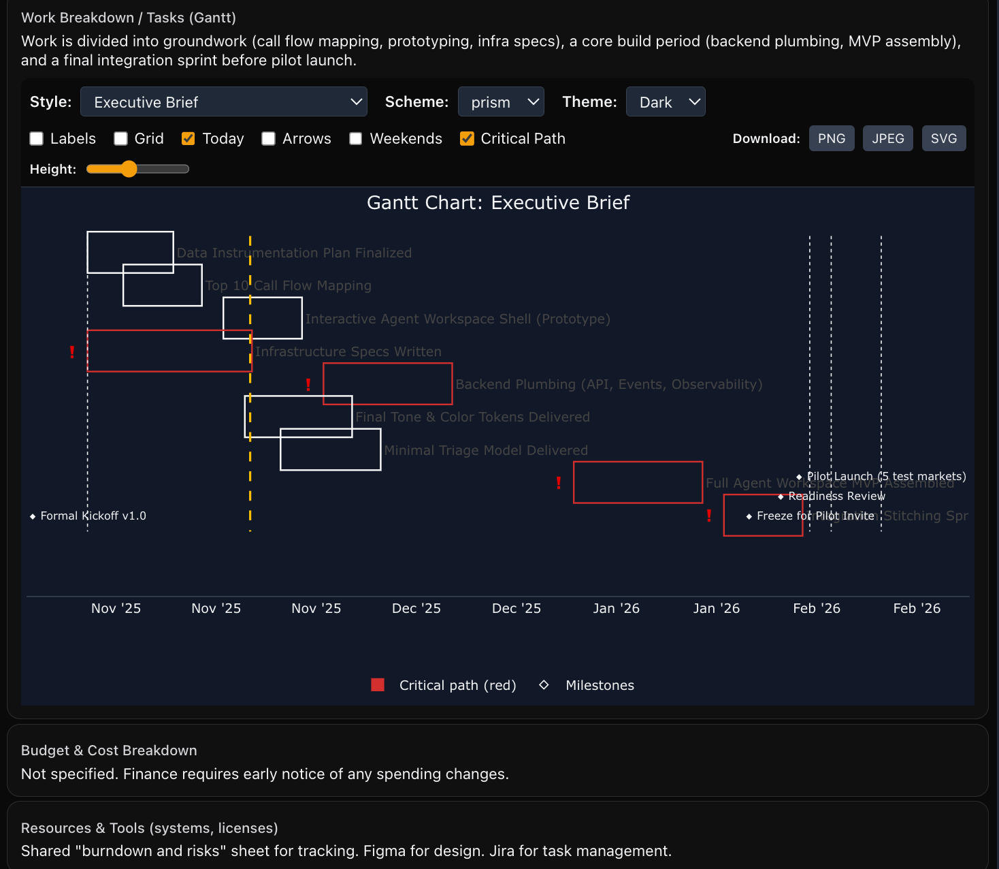 Work Breakdown / Tasks (Gantt)
Work is divided into groundwork (call flow mapping, prototyping, infra specs), a core build period (backend plumbing, MVP assembly),
and a final integration sprint before pilot launch.
Style: Executive Brief Scheme: prism Theme: Dark
Labels Grid Today Arrows Weekends Critical Path Download: PNG JPEG SVG
Height:
Gantt Chart: Executive Brief
Data Instrumentation Plan Finalized
Top 10 Call Flow Mapping
Interactive Agent Workspace Shell (Prototype)
! Infrastructure Specs Written
! Backend Plumbing (API, Events, Observability)
Final Tone & Color Tokens Delivered
Minimal Triage Model Delivered
Pilot Launch (5 test markets)
! Full Agent Workspace MVP Assembled
Readiness Review
Formal Kickoff v1.0
! Freeze for Pilot Invite
Stitching Spr
Nov '25 Nov '25 Nov '25 Dec '25 Dec '25 Jan '26 Jan '26 Feb '26 Feb '26
Critical path (red) Milestones
Budget & Cost Breakdown
Not specified. Finance requires early notice of any spending changes.
Resources & Tools (systems, licenses)
Shared "burndown and risks" sheet for tracking. Figma for design. Jira for task management.